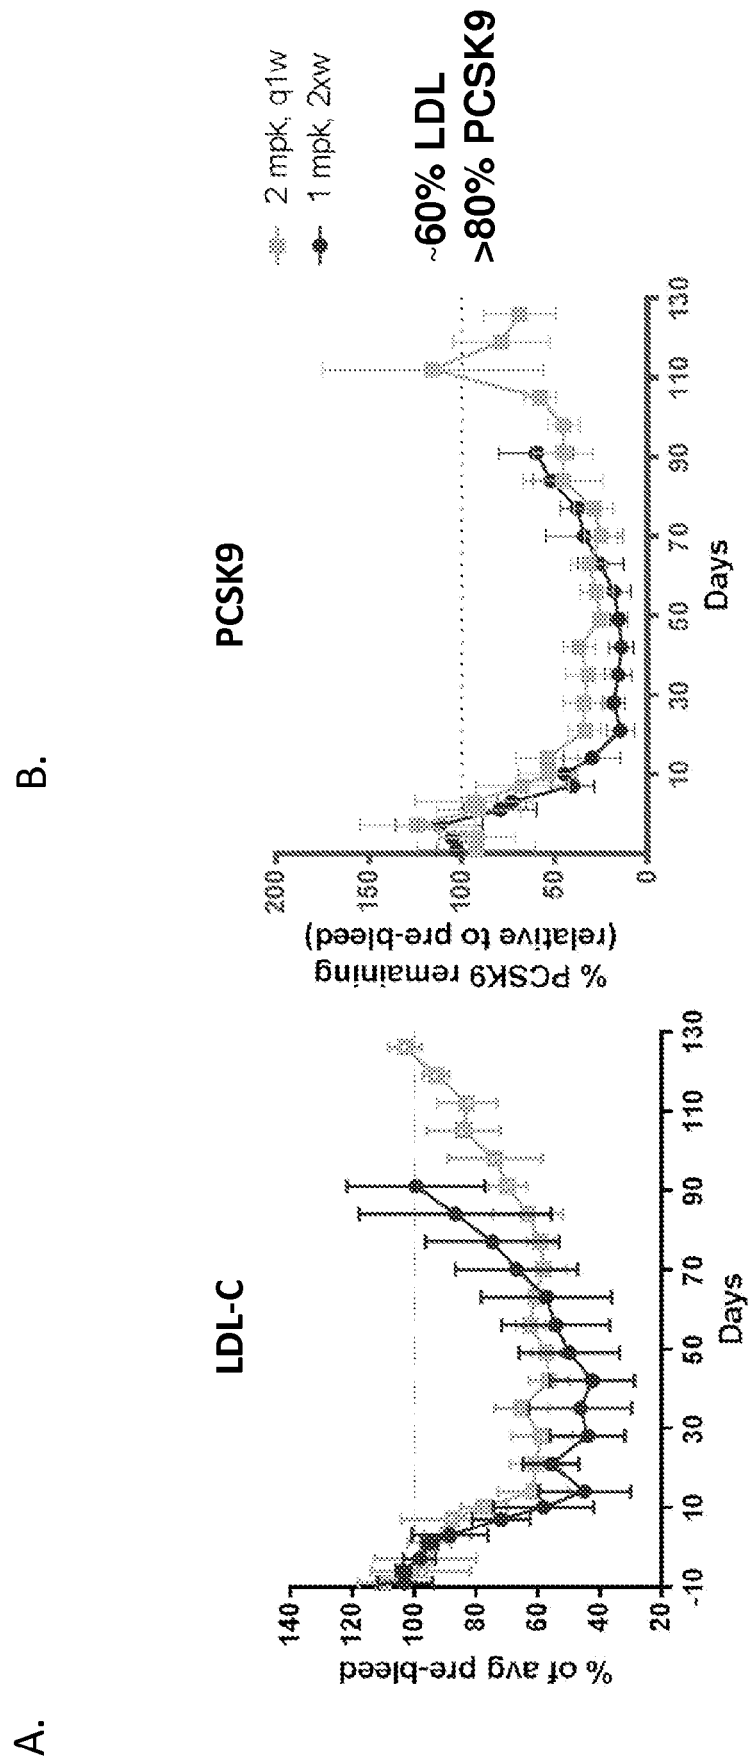 A.
LDL-C
% of avg pre-bleed
140
120
100
80
60
40
20
-10
10
30
50
70
90
110
130
Days
B.
PCSK9
% PCSK9 remaining
(relative to pre-bleed)
200
150
100
50
0
10
30
50
70
90
110
130
Days
2 mpk, q1w
1 mpk, 2xw
~60% LDL
>80% PCSK9